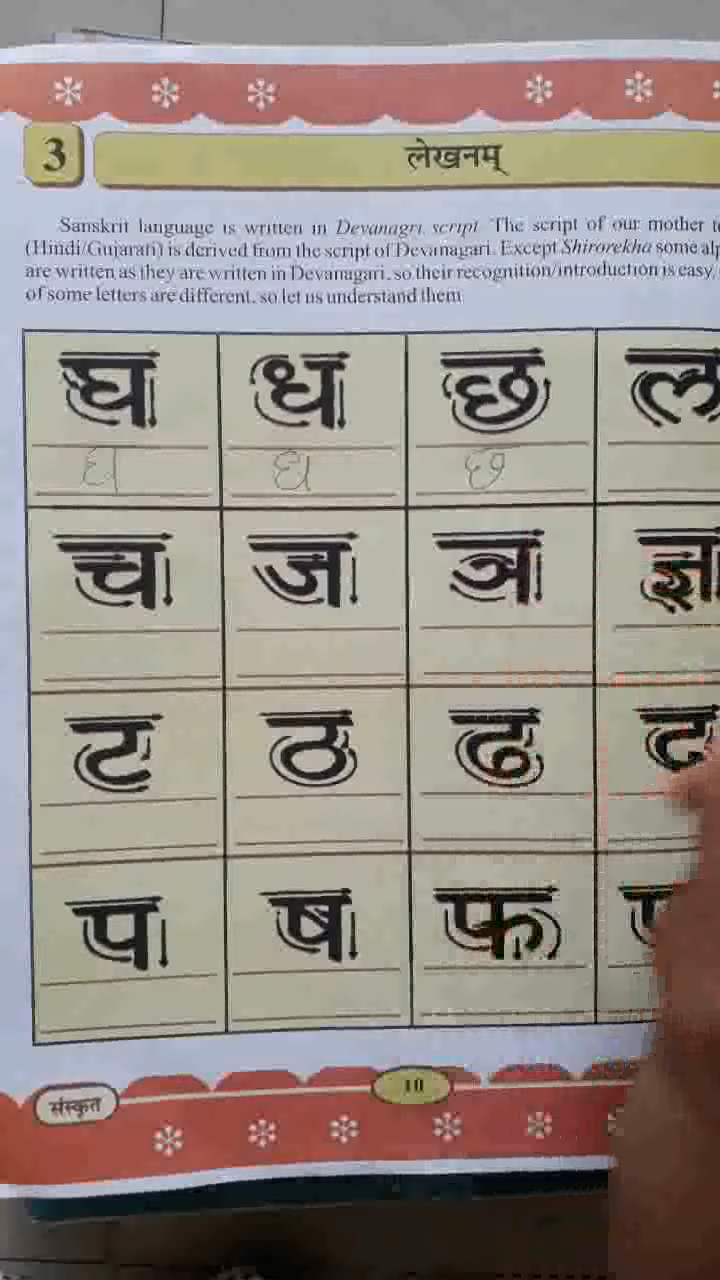 3 लेखनम्
Sanskrit language is written in Devanagri script. The script of our mother
(Hindi/Gujarati) is derived from the script of Devanagari. Except Shirorekha some
are written as they are written in Devanagari, so their recognition/introduction is easy,
of some letters are different, so let us understand them
घ ध छ ल
घ ध छ
च ज ञ ज्ञ
ट ठ ढ द
प ष फ
संस्कृत 10